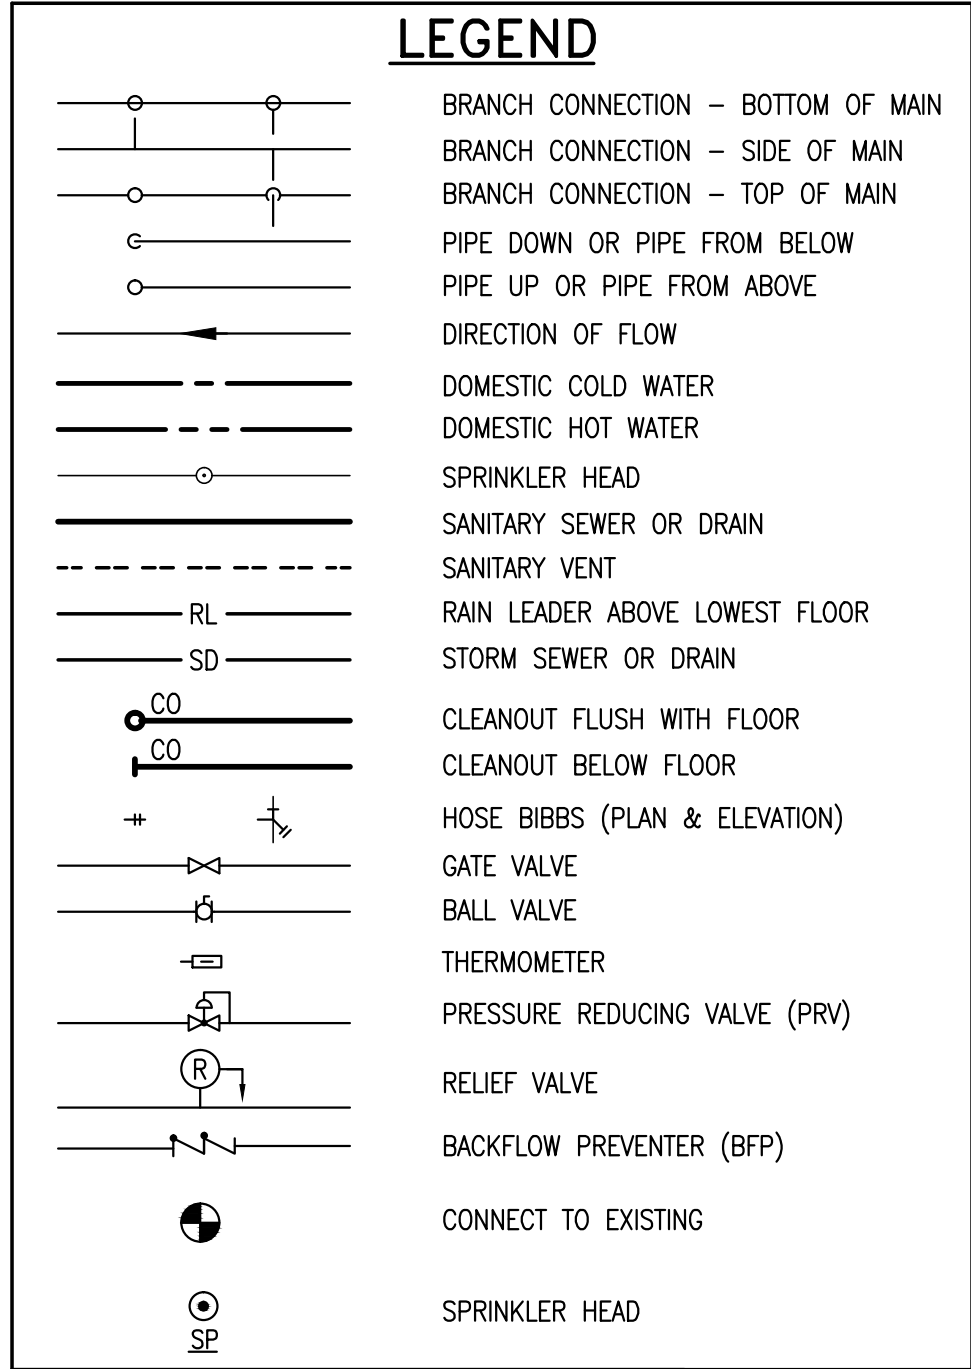 LEGEND
BRANCH CONNECTION – BOTTOM OF MAIN
BRANCH CONNECTION – SIDE OF MAIN
BRANCH CONNECTION – TOP OF MAIN
PIPE DOWN OR PIPE FROM BELOW
PIPE UP OR PIPE FROM ABOVE
DIRECTION OF FLOW
DOMESTIC COLD WATER
DOMESTIC HOT WATER
SPRINKLER HEAD
SANITARY SEWER OR DRAIN
SANITARY VENT
RL RAIN LEADER ABOVE LOWEST FLOOR
SD STORM SEWER OR DRAIN
CO CLEANOUT FLUSH WITH FLOOR
CO CLEANOUT BELOW FLOOR
HOSE BIBBS (PLAN & ELEVATION)
GATE VALVE
BALL VALVE
THERMOMETER
PRESSURE REDUCING VALVE (PRV)
R RELIEF VALVE
BACKFLOW PREVENTER (BFP)
CONNECT TO EXISTING
SPRINKLER HEAD
SP